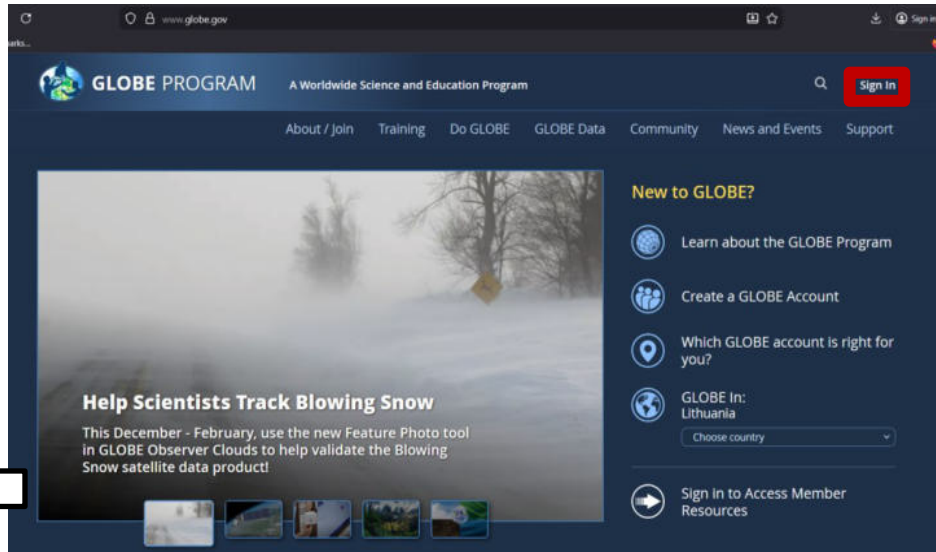 www.globe.gov
Sign in
arks...
GLOBE PROGRAM
A Worldwide Science and Education Program
Sign In
About / Join Training Do GLOBE GLOBE Data Community News and Events Support
New to GLOBE?
Learn about the GLOBE Program
Create a GLOBE Account
Which GLOBE account is right for
you?
GLOBE In:
Lithuania
Choose country
Sign in to Access Member
Resources
Help Scientists Track Blowing Snow
This December - February, use the new Feature Photo tool
in GLOBE Observer Clouds to help validate the Blowing
Snow satellite data product!